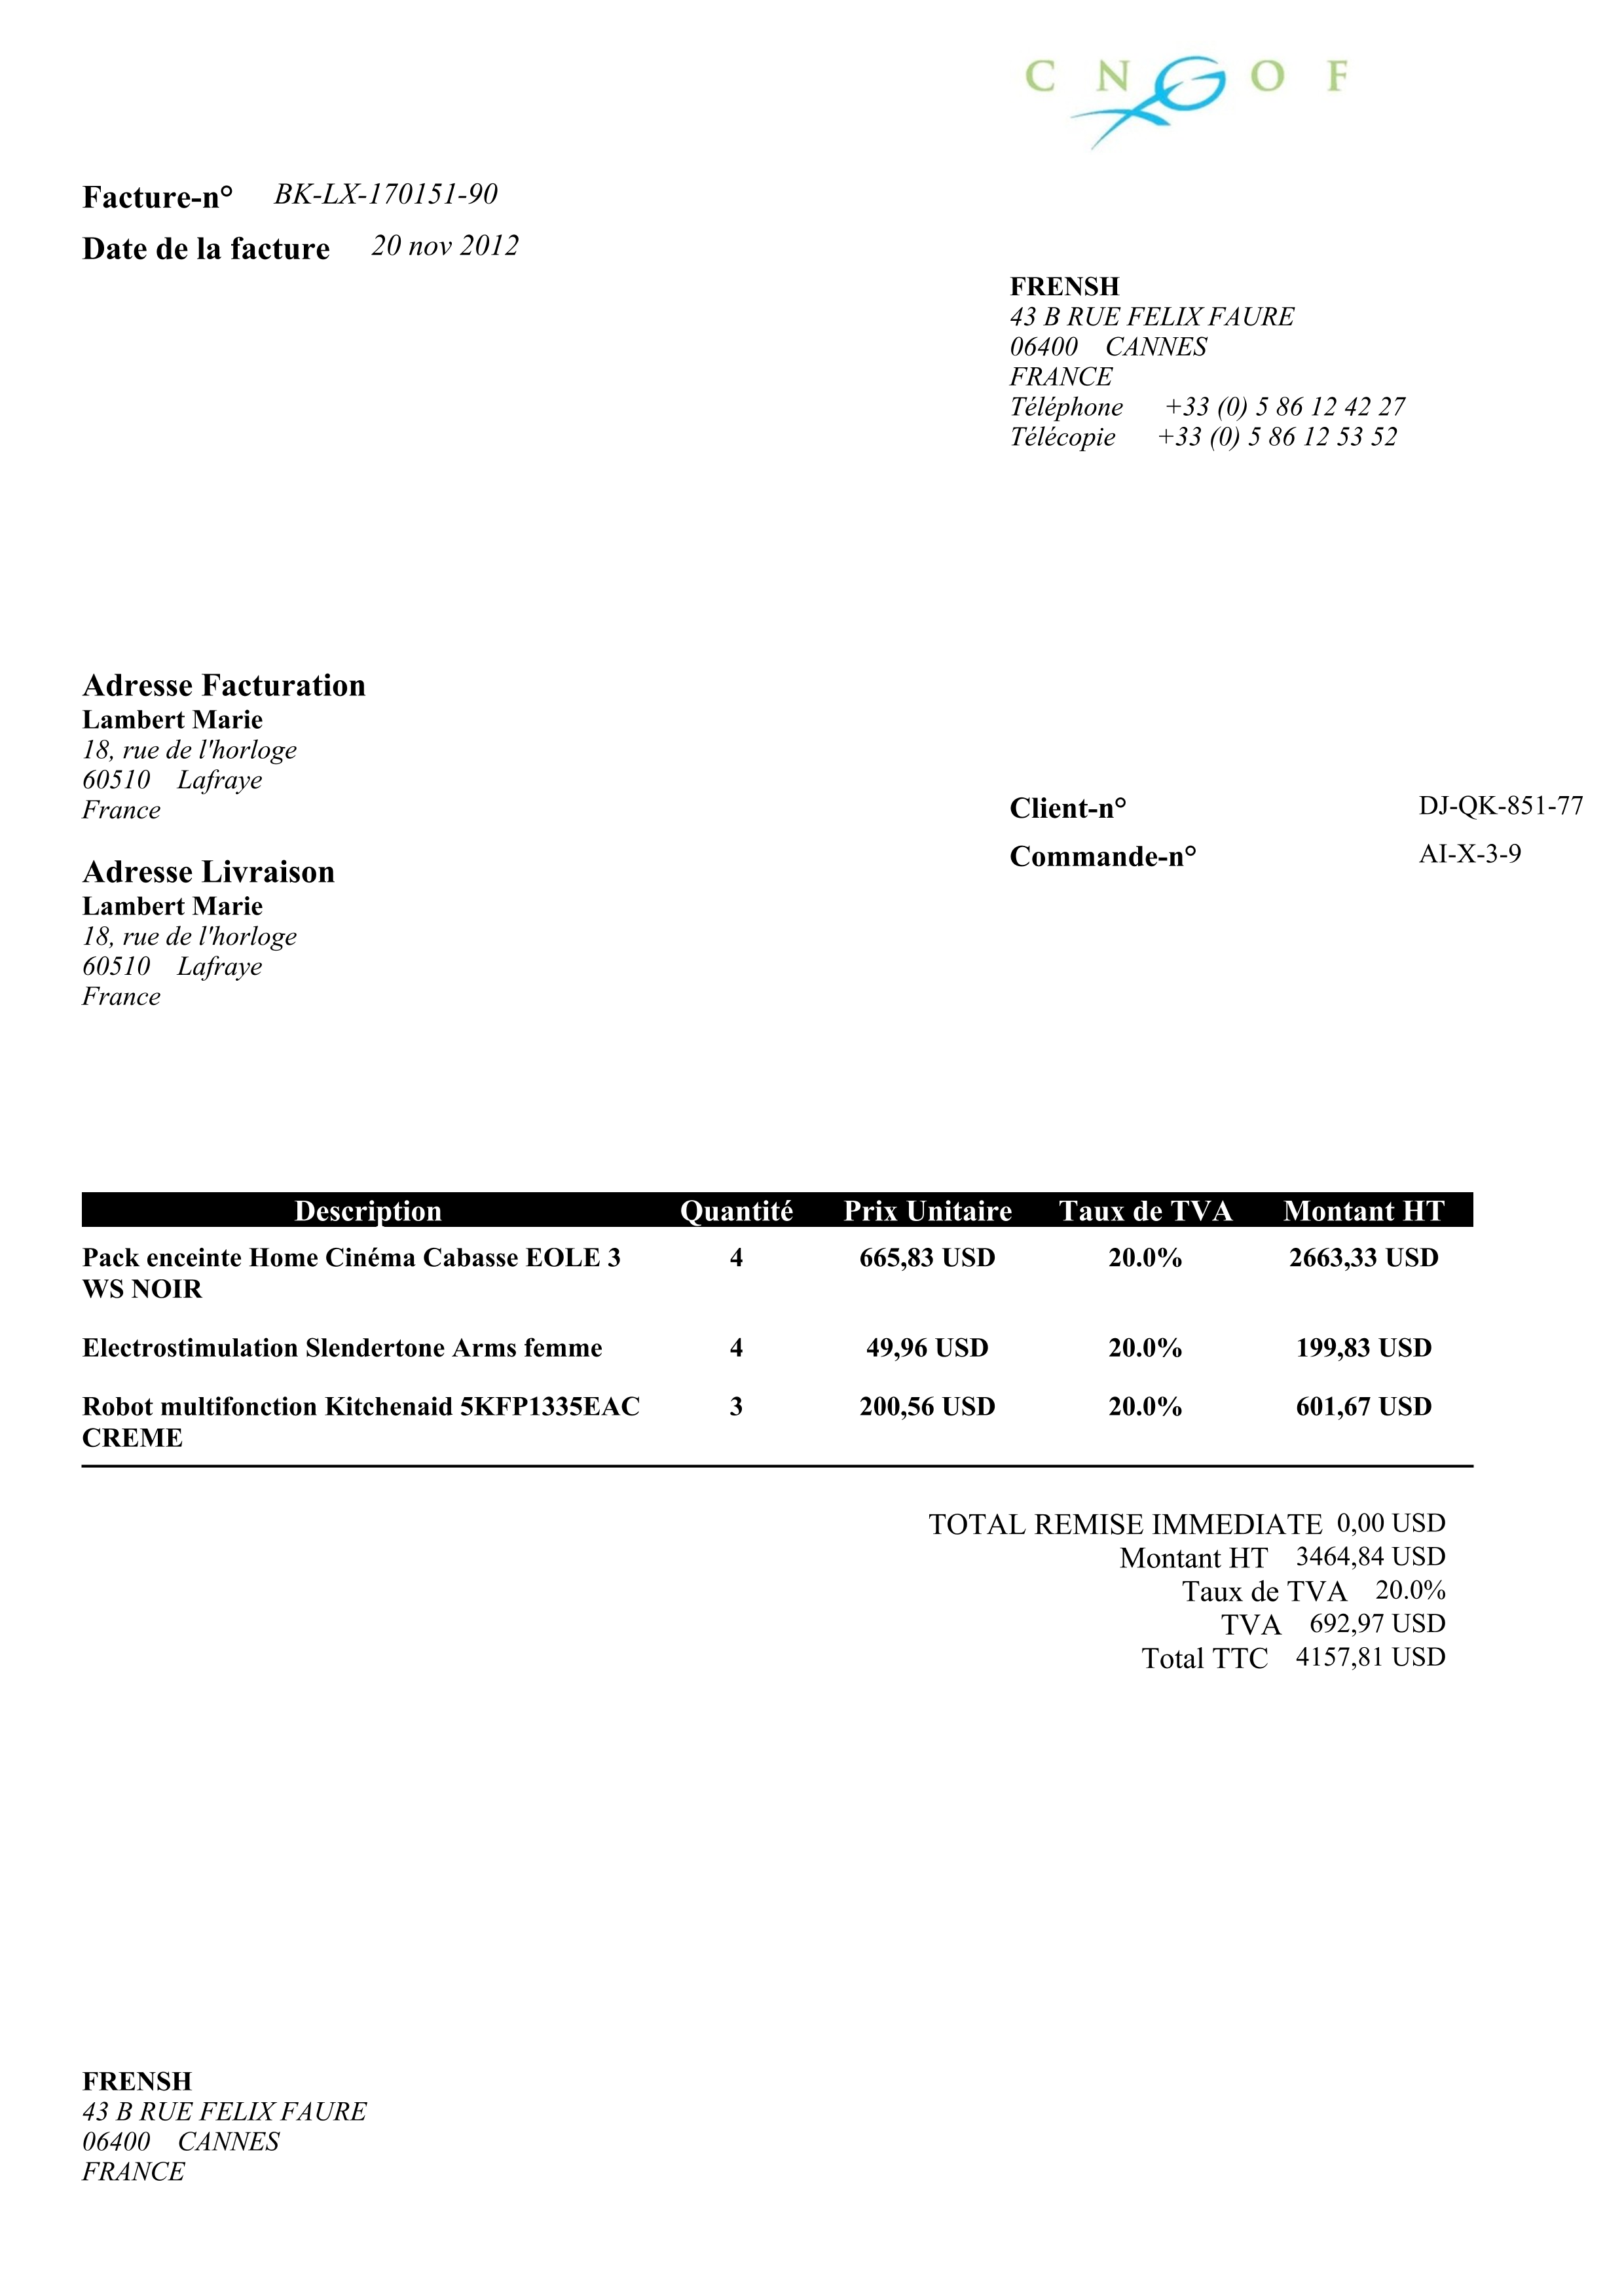 C N G O F
Facture-n° BK-LX-170151-90
Date de la facture 20 nov 2012
FRENSH
43 B RUE FELIX FAURE
06400 CANNES
FRANCE
Téléphone +33 (0) 5 86 12 42 27
Télécopie +33 (0) 5 86 12 53 52
Adresse Facturation
Lambert Marie
18, rue de l'horloge
60510 Lafraye
France
Client-n° DJ-QK-851-77
Commande-n° AI-X-3-9
Adresse Livraison
Lambert Marie
18, rue de l'horloge
60510 Lafraye
France
Description Quantité Prix Unitaire Taux de TVA Montant HT
Pack enceinte Home Cinéma Cabasse EOLE 3 4 665,83 USD 20.0% 2663,33 USD
WS NOIR
Electrostimulation Slendertone Arms femme 4 49,96 USD 20.0% 199,83 USD
Robot multifonction Kitchenaid 5KFP1335EAC 3 200,56 USD 20.0% 601,67 USD
CREME
TOTAL REMISE IMMEDIATE 0,00 USD
Montant HT 3464,84 USD
Taux de TVA 20.0%
TVA 692,97 USD
Total TTC 4157,81 USD
FRENSH
43 B RUE FELIX FAURE
06400 CANNES
FRANCE